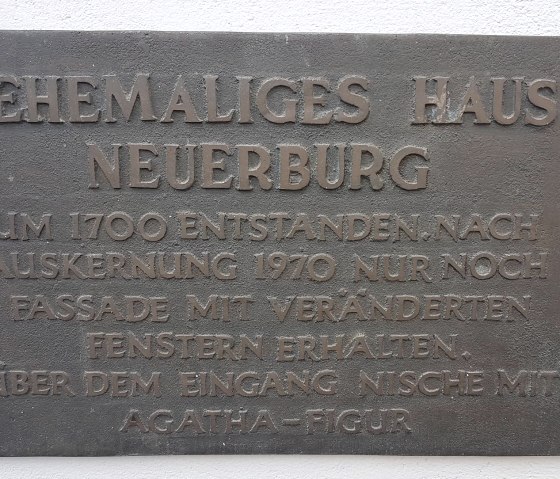 EHEMALIGES HAUS
NEUERBURG
UM 1700 ENTSTANDEN. NACH
AUSKERNUNG 1970 NUR NOCH
FASSADE MIT VERÄNDERTEN
FENSTERN ERHALTEN.
ÜBER DEM EINGANG NISCHE MIT
AGATHA-FIGUR